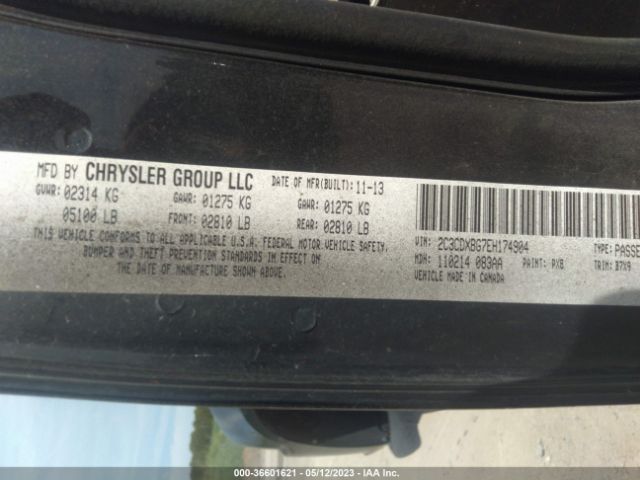 MFD BY CHRYSLER GROUP LLC DATE OF MFR(BUILT): 11-13
GVWR: 02314 KG GAWR: 01275 KG GAWR: 01275 KG
05100 LB FRONT: 02810 LB REAR: 02810 LB
THIS VEHICLE CONFORMS TO ALL APPLICABLE U.S.A. FEDERAL MOTOR VEHICLE SAFETY,
BUMPER AND THEFT PREVENTION STANDARDS IN EFFECT ON
THE DATE OF MANUFACTURE SHOWN ABOVE.
VIN: 2C3CDXBG7EH174904 TYPE: PASSE
MDH: 110214 083AA PAINT: PX8 TRIM: B7X9
VEHICLE MADE IN CANADA
000-36601621 - 05/12/2023 - IAA Inc.